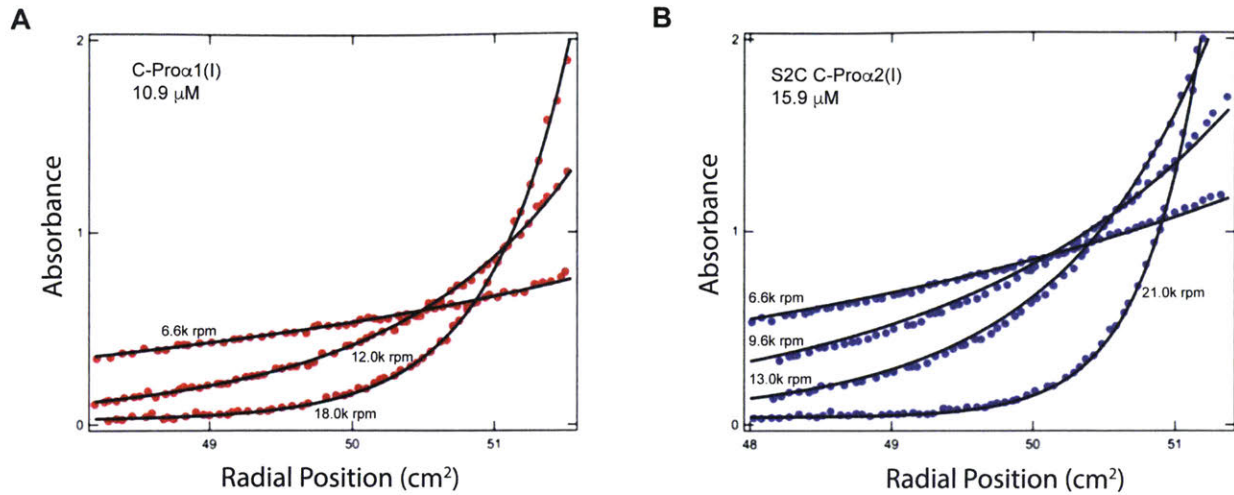 A
2
C-Proα1(I)
10.9 μM
Absorbance
1
6.6k rpm
12.0k rpm
18.0k rpm
0
49
50
51
Radial Position (cm²)
B
2
S2C C-Proα2(I)
15.9 μM
Absorbance
1
6.6k rpm
21.0k rpm
9.6k rpm
13.0k rpm
0
48
49
50
51
Radial Position (cm²)